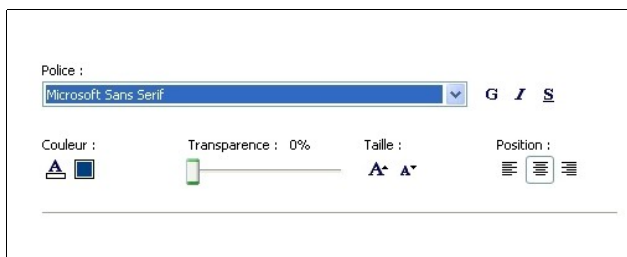 Police :
Microsoft Sans Serif G I S
Couleur : Transparence : 0% Taille : Position :
A A A